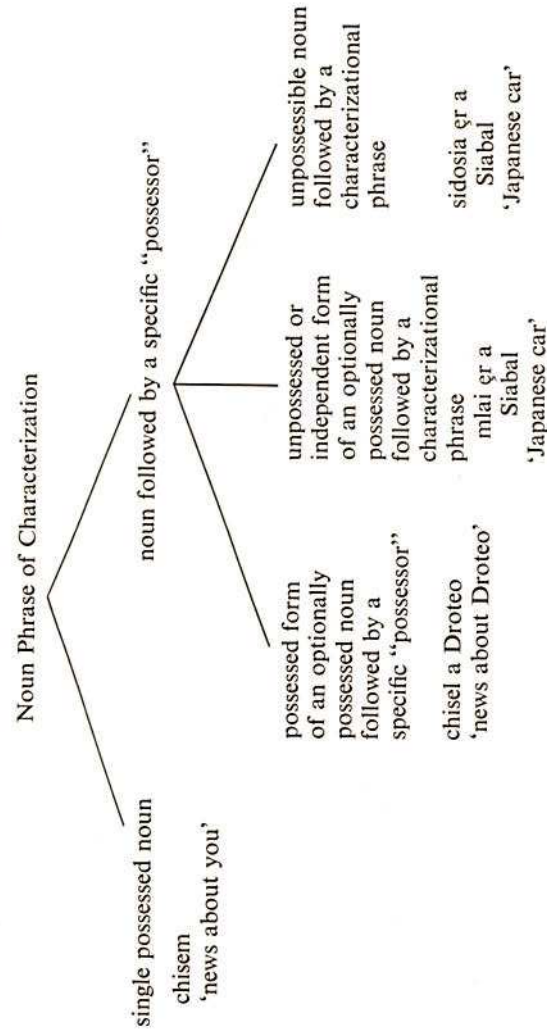 Noun Phrase of Characterization
single possessed noun
chisem
‘news about you’
noun followed by a specific “possessor”
possessed form
of an optionally
possessed noun
followed by a
specific “possessor”
chisel a Droteo
‘news about Droteo’
unpossessed or
independent form
of an optionally
possessed noun
followed by a
characterizational
phrase
mlai ęr a
Siabal
‘Japanese car’
unpossessible noun
followed by a
characterizational
phrase
sidosia ęr a
Siabal
‘Japanese car’